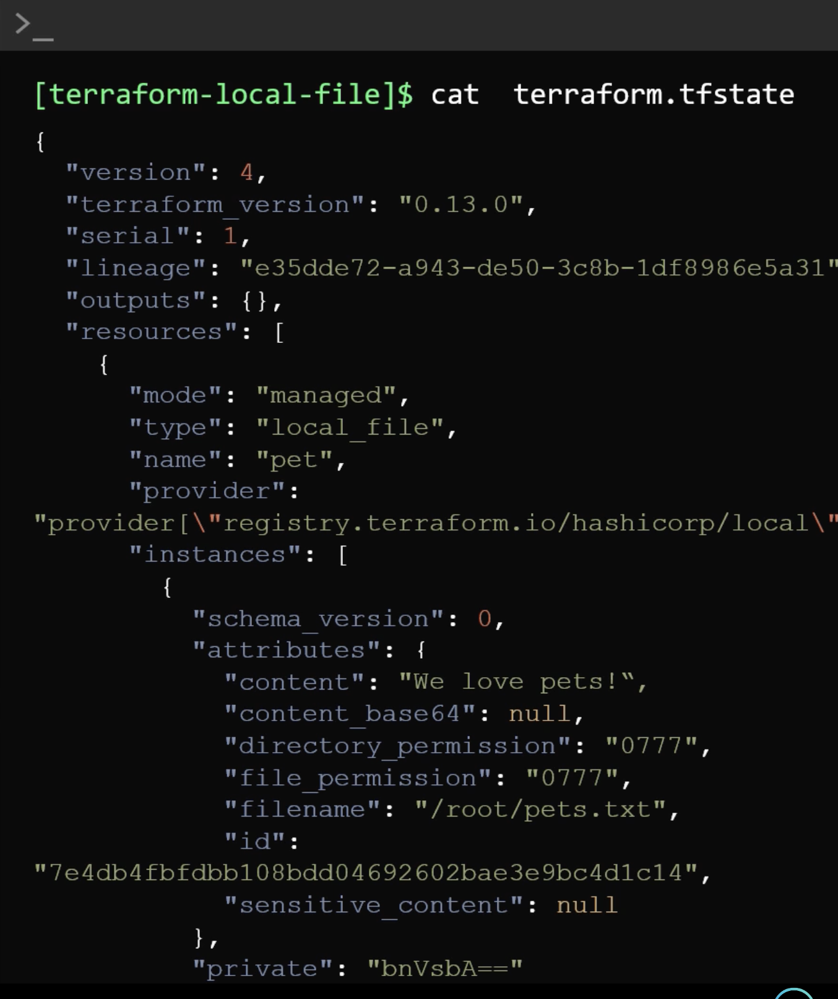 >_
[terraform-local-file]$ cat  terraform.tfstate
{
  "version": 4,
  "terraform_version": "0.13.0",
  "serial": 1,
  "lineage": "e35dde72-a943-de50-3c8b-1df8986e5a31"
  "outputs": {},
  "resources": [
    {
      "mode": "managed",
      "type": "local_file",
      "name": "pet",
      "provider":
"provider[\"registry.terraform.io/hashicorp/local\"
      "instances": [
        {
          "schema_version": 0,
          "attributes": {
            "content": "We love pets!‟,
            "content_base64": null,
            "directory_permission": "0777",
            "file_permission": "0777",
            "filename": "/root/pets.txt",
            "id":
"7e4db4fbfdbb108bdd04692602bae3e9bc4d1c14",
            "sensitive_content": null
          },
          "private": "bnVsbA=="